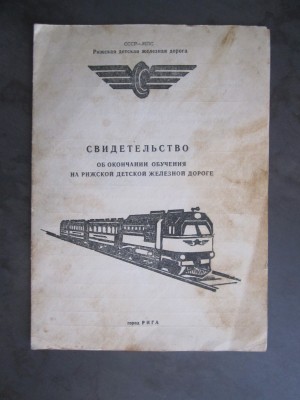 СССР—МПС
Рижская детская железная дорога
СВИДЕТЕЛЬСТВО
ОБ ОКОНЧАНИИ ОБУЧЕНИЯ
НА РИЖСКОЙ ДЕТСКОЙ ЖЕЛЕЗНОЙ ДОРОГЕ
город РИГА